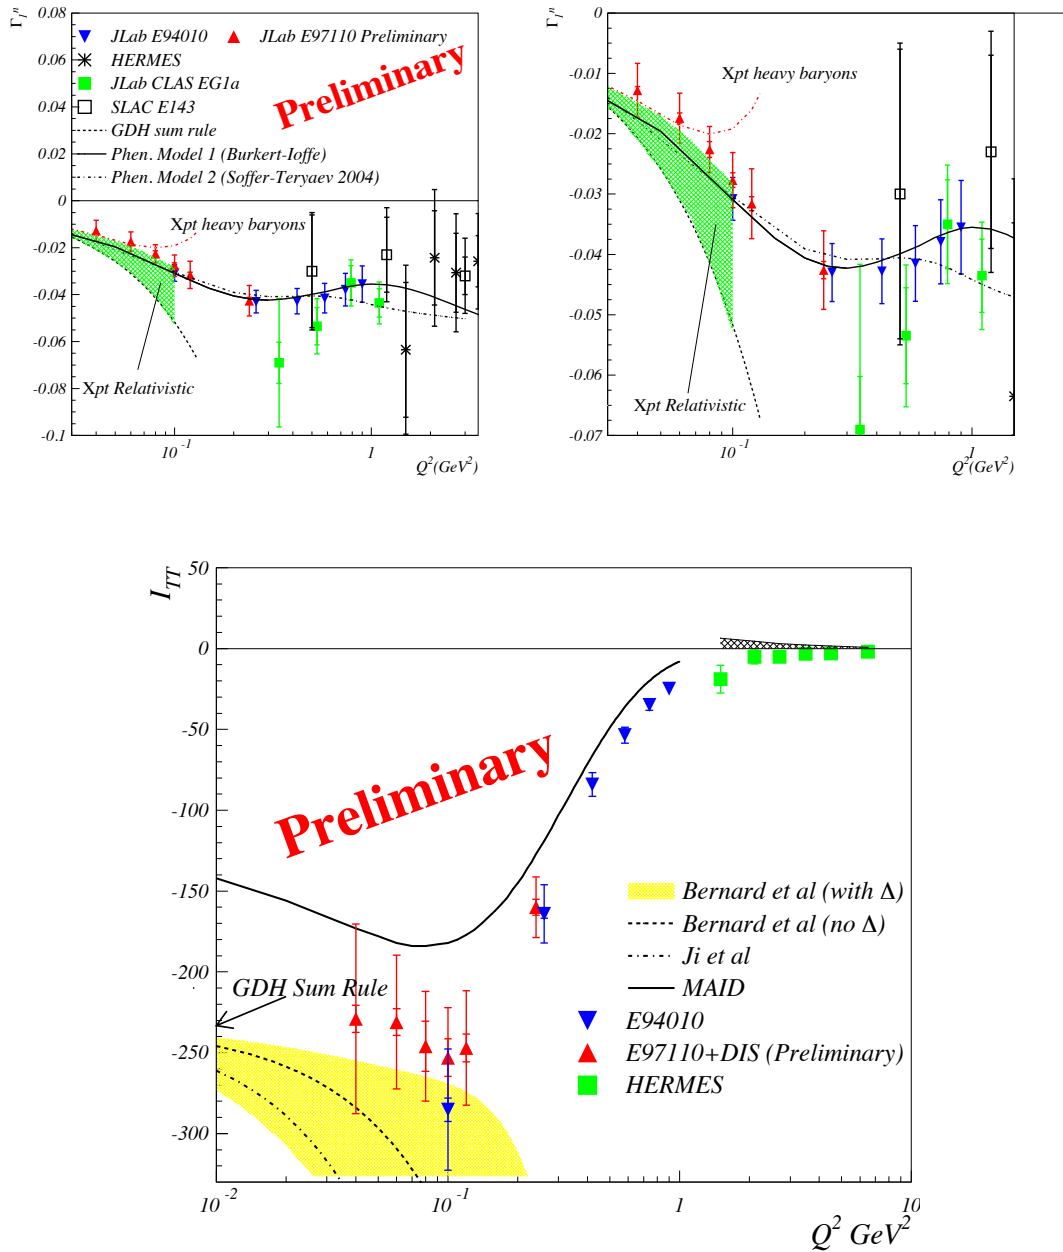 Γ₁ⁿ
0.08
0.06
0.04
0.02
0
-0.02
-0.04
-0.06
-0.08
-0.1
JLab E94010
JLab E97110 Preliminary
HERMES
JLab CLAS EG1a
SLAC E143
GDH sum rule
Phen. Model 1 (Burkert-Ioffe)
Phen. Model 2 (Soffer-Teryaev 2004)
Preliminary
Xpt heavy baryons
Xpt Relativistic
10⁻¹
1
Q²(GeV²)
Γ₁ⁿ
0
-0.01
-0.02
-0.03
-0.04
-0.05
-0.06
-0.07
Xpt heavy baryons
Xpt Relativistic
10⁻¹
1
Q²(GeV²)
I_TT
50
0
-50
-100
-150
-200
-250
-300
Preliminary
GDH Sum Rule
Bernard et al (with Δ)
Bernard et al (no Δ)
Ji et al
MAID
E94010
E97110+DIS (Preliminary)
HERMES
10⁻²
10⁻¹
1
10
Q² GeV²